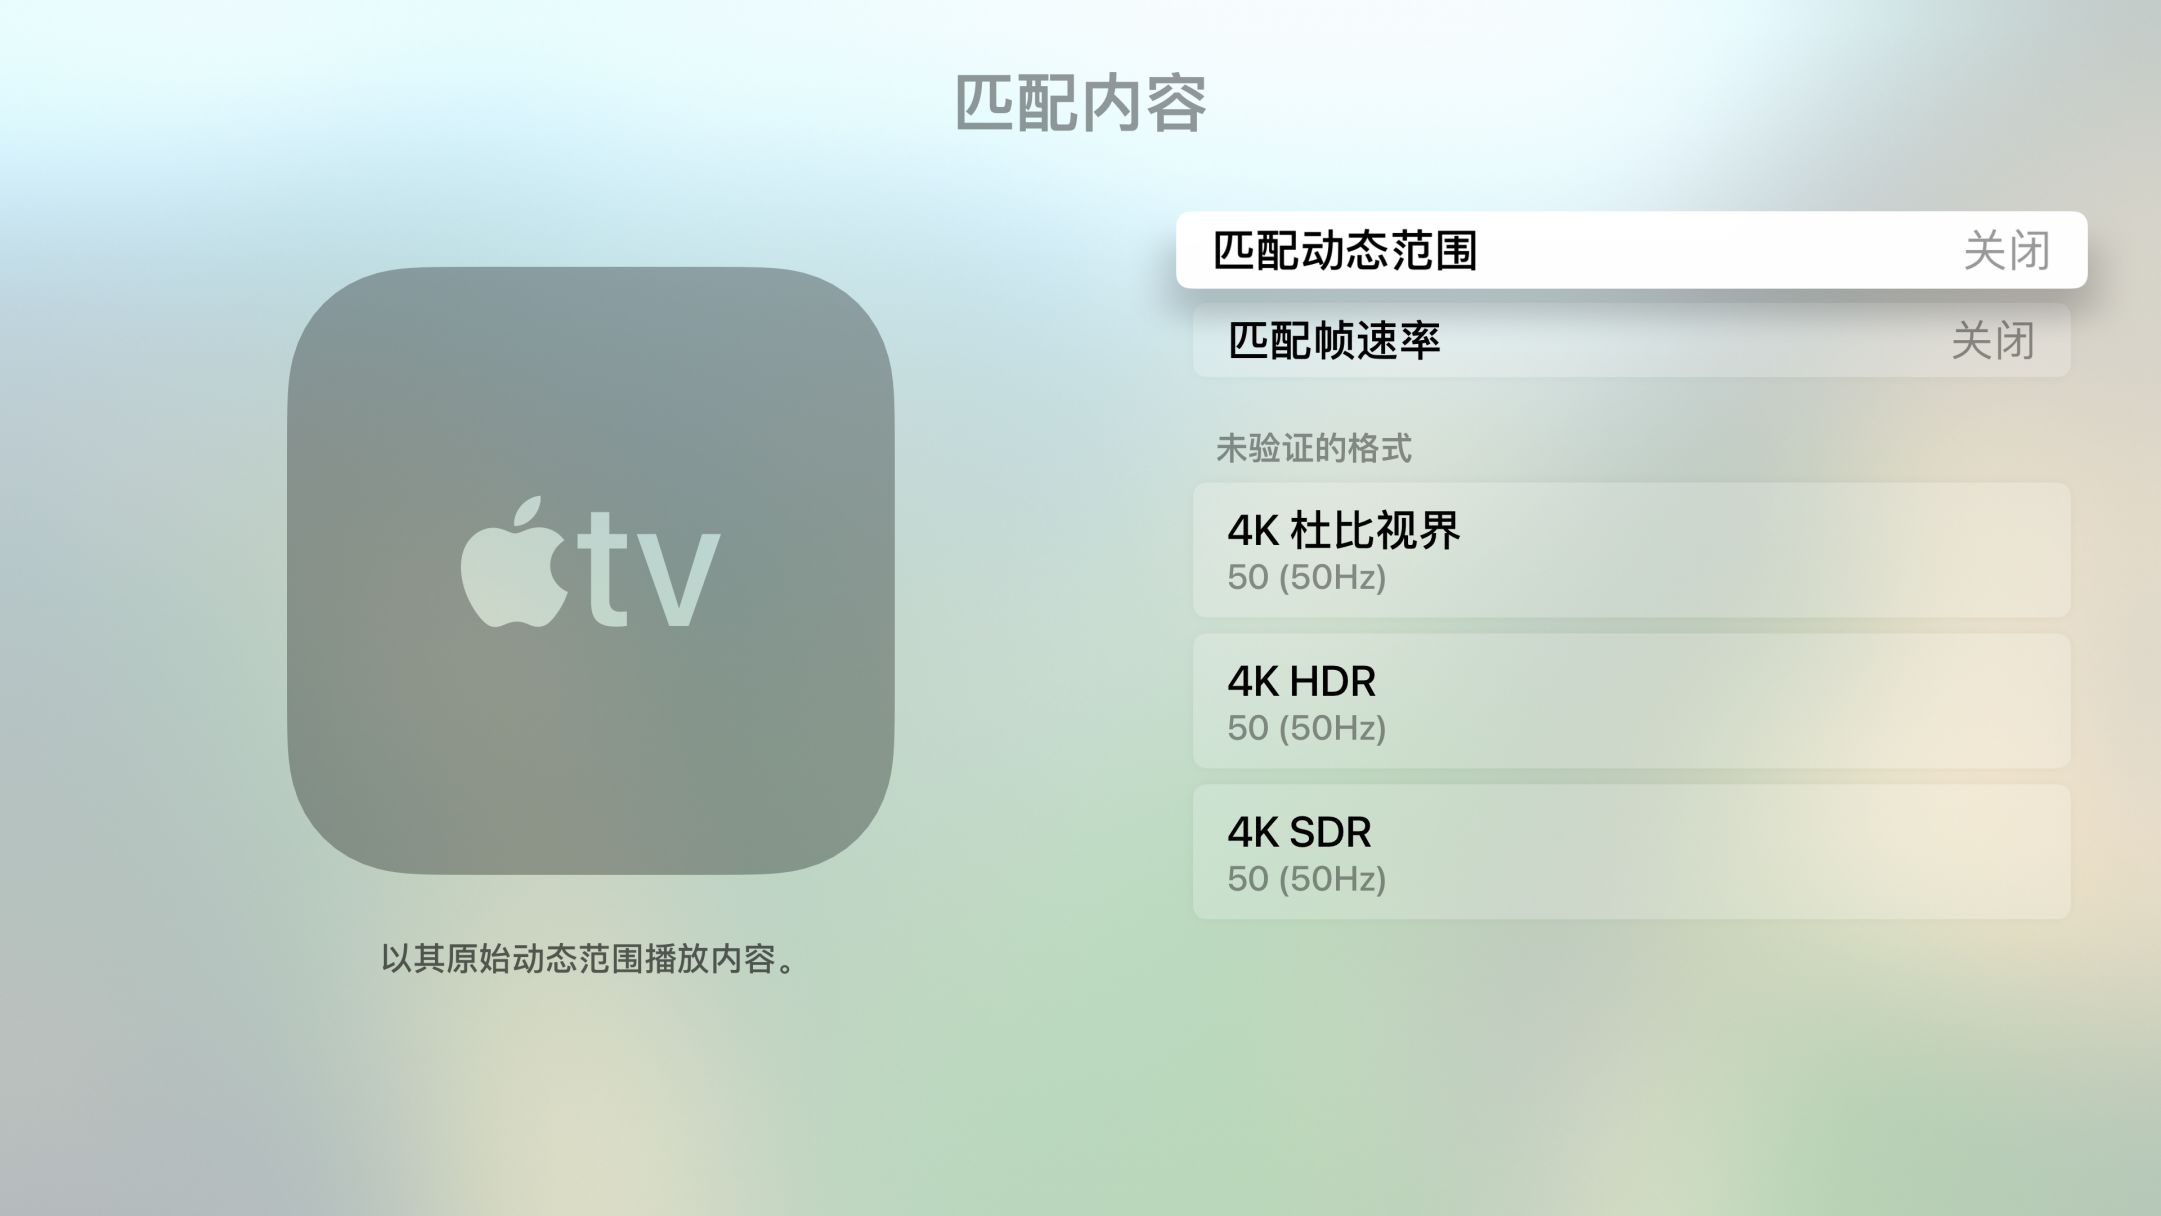 匹配内容
匹配动态范围 关闭
匹配帧速率 关闭
未验证的格式
4K 杜比视界
50 (50Hz)
4K HDR
50 (50Hz)
4K SDR
50 (50Hz)
tv
以其原始动态范围播放内容。